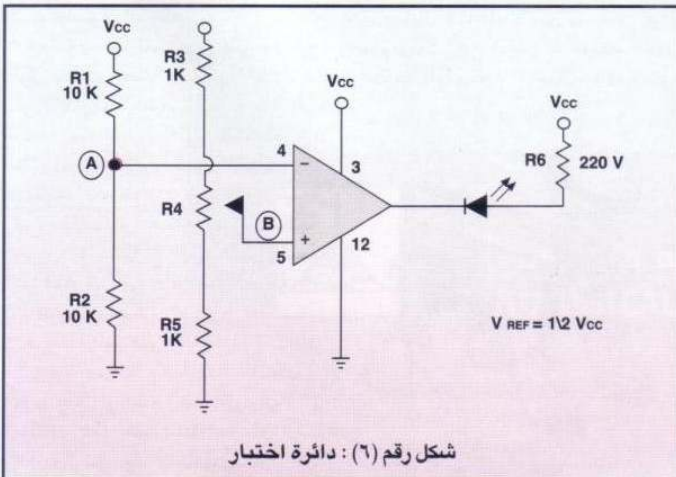 Vcc
R1
10 K
R3
1K
Vcc
Vcc
A
4
−
3
R6
220 V
R4
B
+
5
12
R2
10 K
R5
1K
V REF = 1\2 Vcc
شكل رقم (٦) : دائرة اختبار